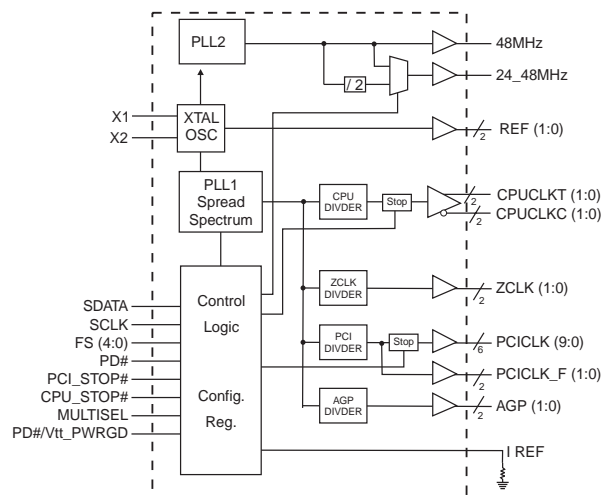 PLL2
48MHz
24_48MHz
/ 2
X1
X2
XTAL
OSC
REF (1:0)
2
PLL1
Spread
Spectrum
CPU
DIVDER
Stop
CPUCLKT (1:0)
2
CPUCLKC (1:0)
2
SDATA
SCLK
FS (4:0)
PD#
PCI_STOP#
CPU_STOP#
MULTISEL
PD#/Vtt_PWRGD
Control
Logic
Config.
Reg.
ZCLK
DIVDER
ZCLK (1:0)
2
PCI
DIVDER
Stop
PCICLK (9:0)
6
PCICLK_F (1:0)
2
AGP
DIVDER
AGP (1:0)
2
I REF